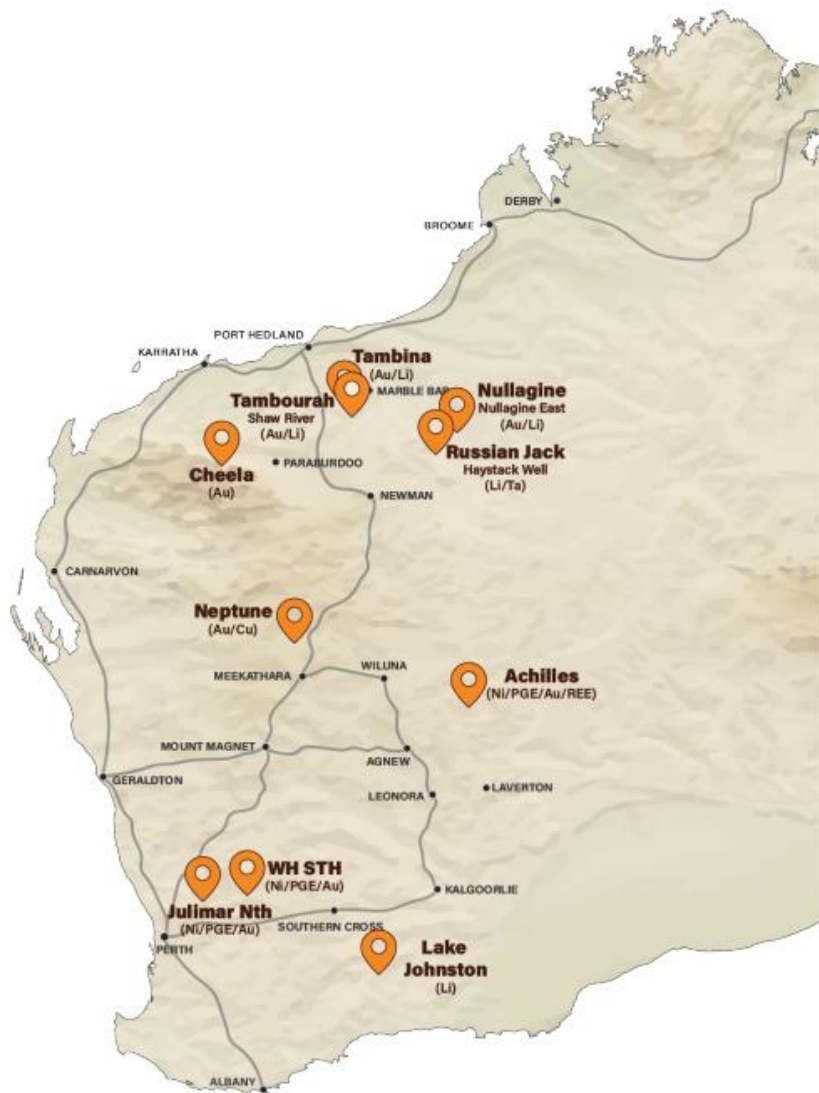 DERBY
BROOME
PORT HEDLAND
KARRATHA
Tambina
(Au/Li)
MARBLE BAR
Tambourah
Shaw River
(Au/Li)
Nullagine
Nullagine East
(Au/Li)
Russian Jack
Haystack Well
(Li/Ta)
Cheela
(Au)
PARABURDOO
NEWMAN
CARNARVON
Neptune
(Au/Cu)
MEEKATHARA
WILUNA
Achilles
(Ni/PGE/Au/REE)
MOUNT MAGNET
AGNEW
GERALDTON
LEONORA
LAVERTON
WH STH
(Ni/PGE/Au)
Julimar Nth
(Ni/PGE/Au)
KALGOORLIE
SOUTHERN CROSS
PERTH
Lake
Johnston
(Li)
ALBANY